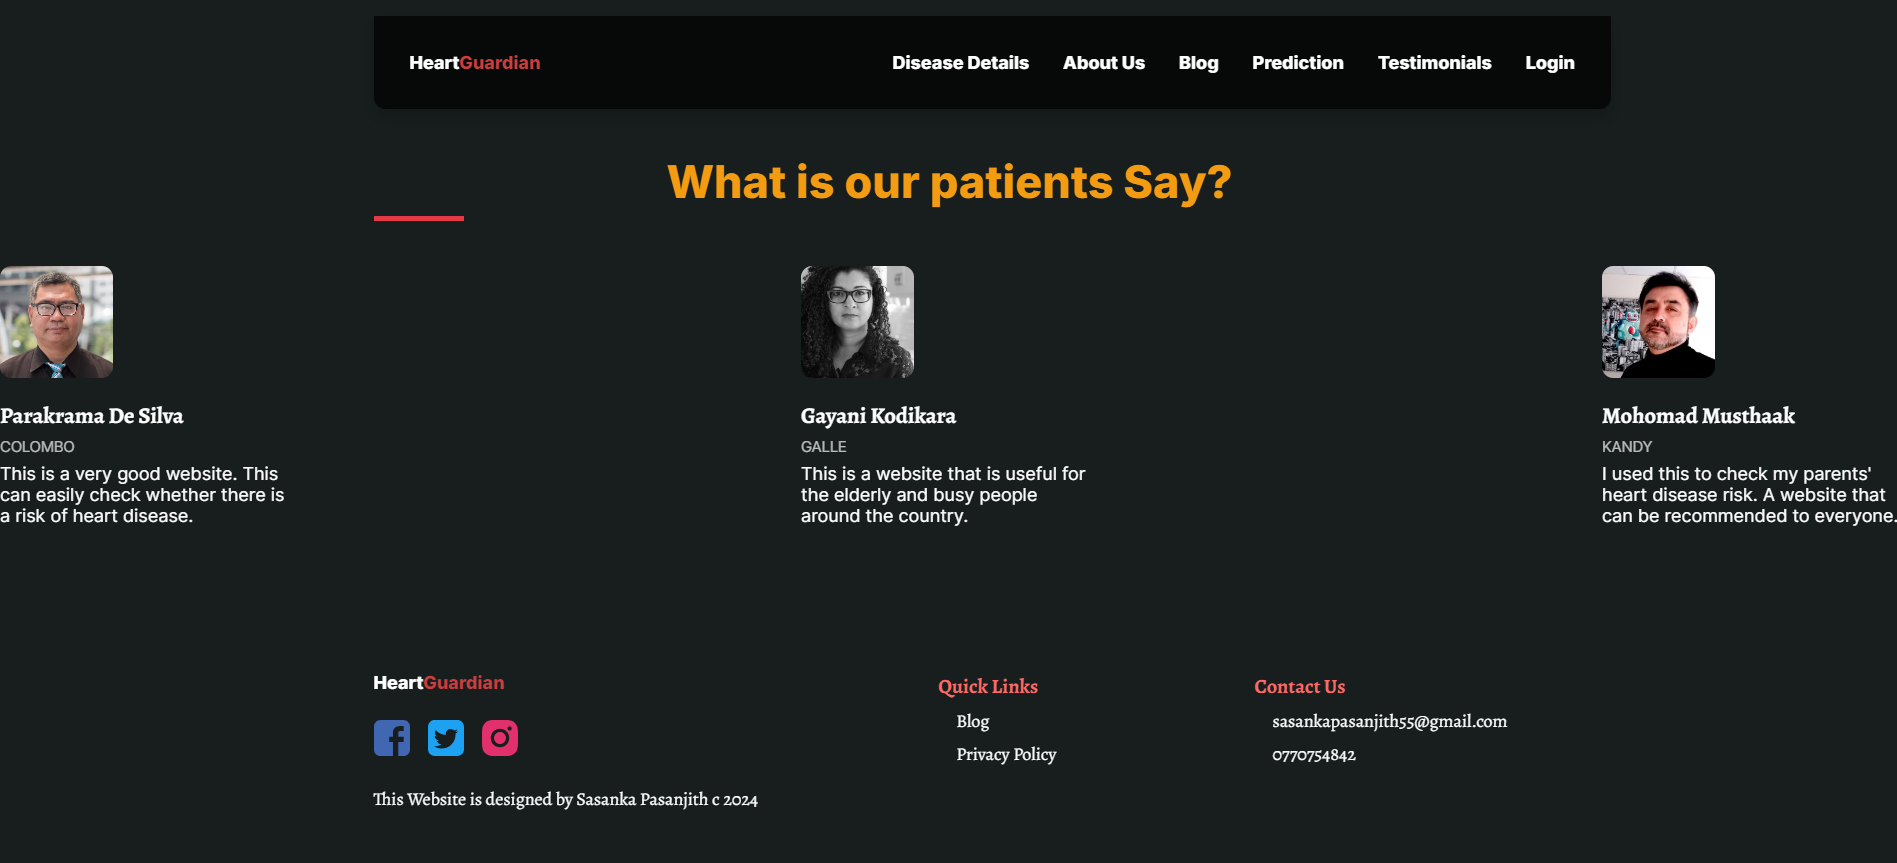 HeartGuardian
Disease Details
About Us
Blog
Prediction
Testimonials
Login
What is our patients Say?
Parakrama De Silva
COLOMBO
This is a very good website. This
can easily check whether there is
a risk of heart disease.
Gayani Kodikara
GALLE
This is a website that is useful for
the elderly and busy people
around the country.
Mohomad Musthaak
KANDY
I used this to check my parents'
heart disease risk. A website that
can be recommended to everyone.
HeartGuardian
This Website is designed by Sasanka Pasanjith c 2024
Quick Links
Blog
Privacy Policy
Contact Us
sasankapasanjith55@gmail.com
0770754842